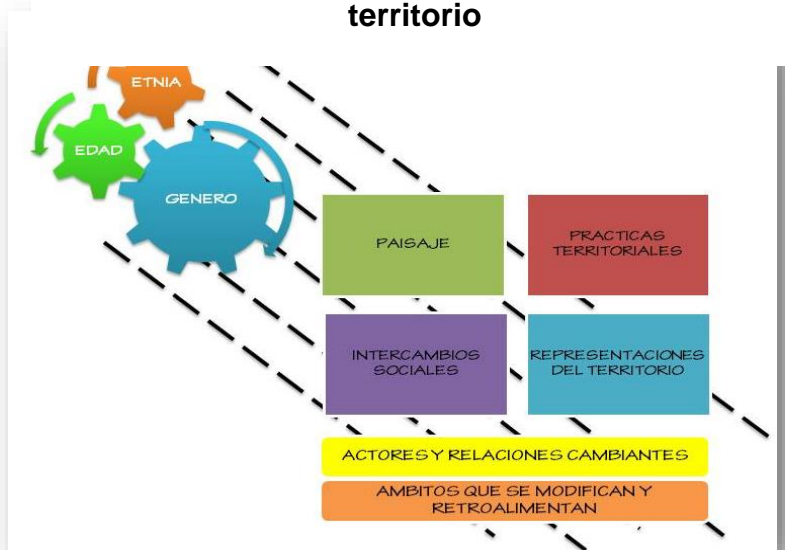 territorio
ETNIA
EDAD
GENERO
PAISAJE
PRACTICAS
TERRITORIALES
INTERCAMBIOS
SOCIALES
REPRESENTACIONES
DEL TERRITORIO
ACTORES Y RELACIONES CAMBIANTES
AMBITOS QUE SE MODIFICAN Y
RETROALIMENTAN